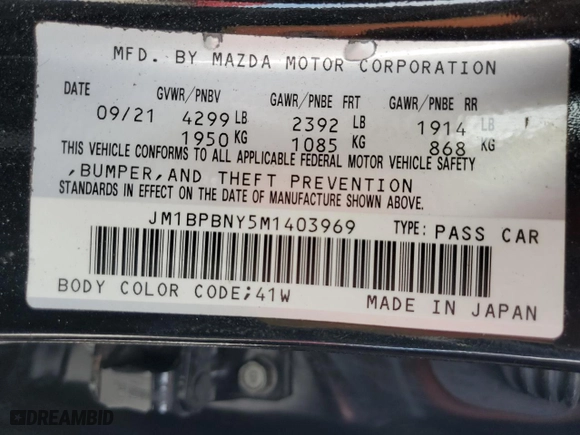 MFD. BY MAZDA MOTOR CORPORATION
DATE GVWR/PNBV GAWR/PNBE FRT GAWR/PNBE RR
09/21 4299 LB 2392 LB 1914 LB
1950 KG 1085 KG 868 KG
THIS VEHICLE CONFORMS TO ALL APPLICABLE FEDERAL MOTOR VEHICLE SAFETY
,BUMPER,AND THEFT PREVENTION
STANDARDS IN EFFECT ON THE DATE OF MANUFACTURE SHOWN ABOVE.
JM1BPBNY5M1403969 TYPE: PASS CAR
BODY COLOR CODE;41W MADE IN JAPAN
DREAMBID